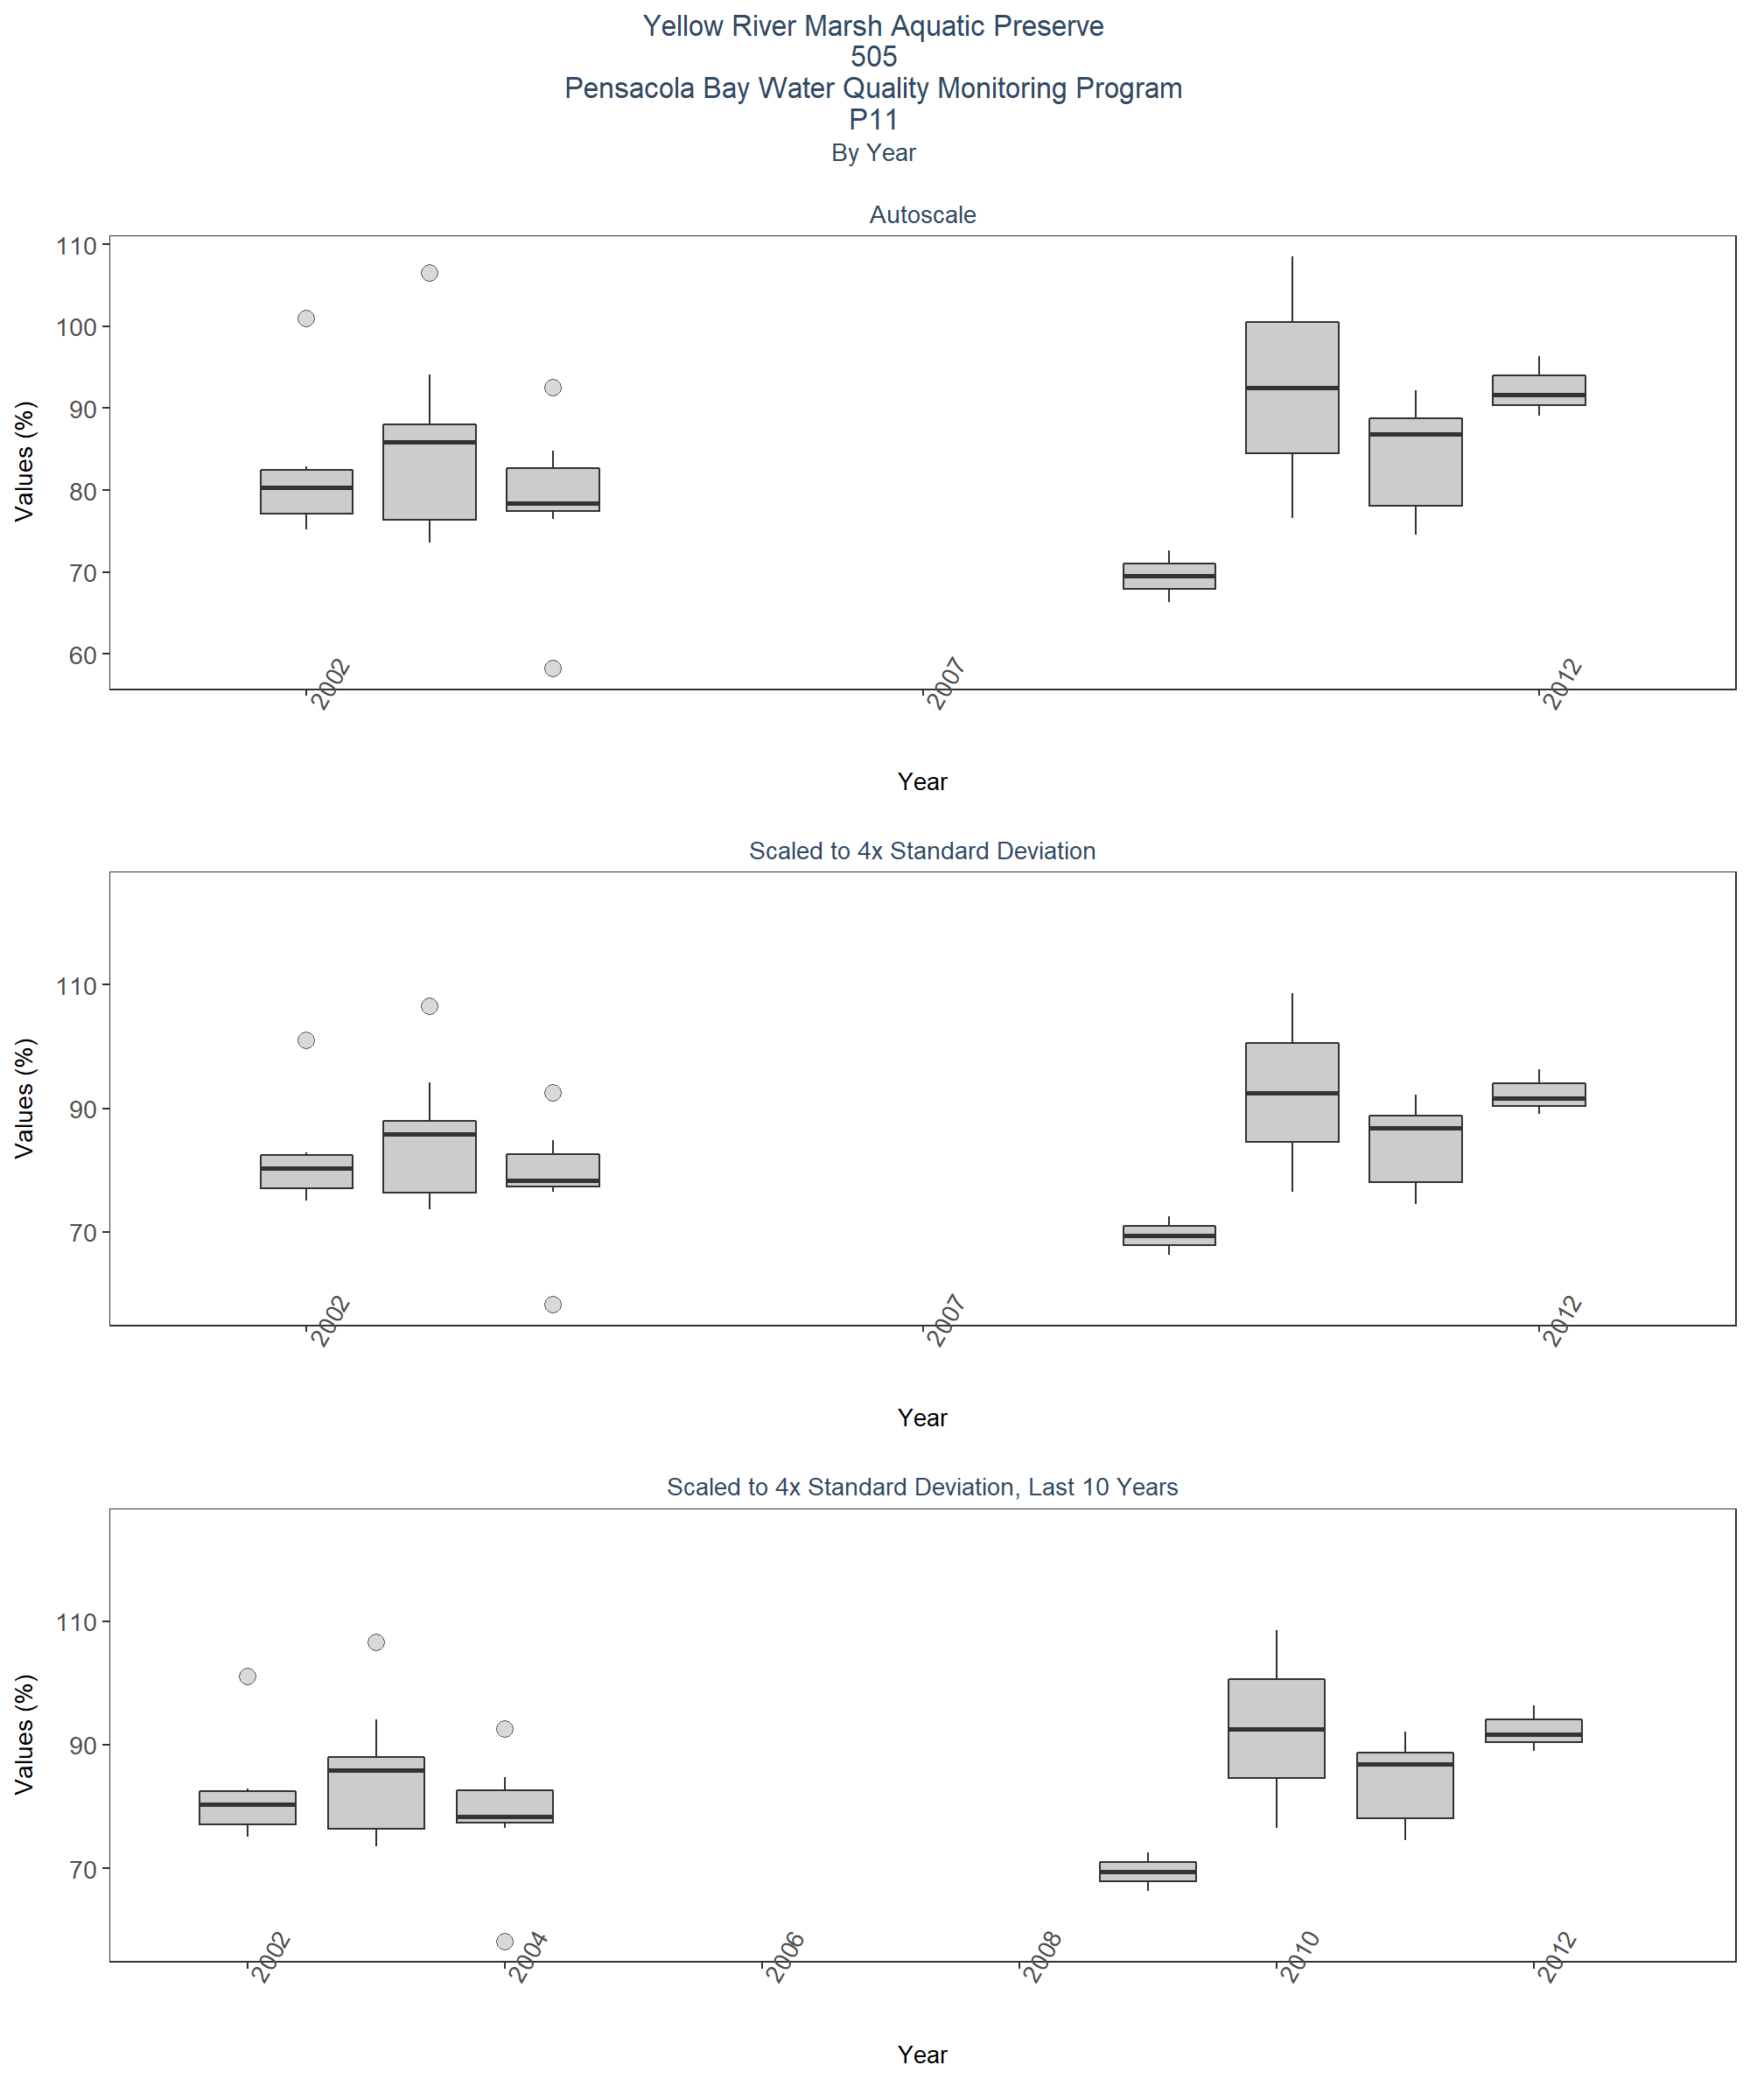 Yellow River Marsh Aquatic Preserve
505
Pensacola Bay Water Quality Monitoring Program
P11
By Year
Autoscale
110
100
90
80
70
60
Values (%)
2002
2007
2012
Year
Scaled to 4x Standard Deviation
110
90
70
Values (%)
2002
2007
2012
Year
Scaled to 4x Standard Deviation, Last 10 Years
110
90
70
Values (%)
2002
2004
2006
2008
2010
2012
Year